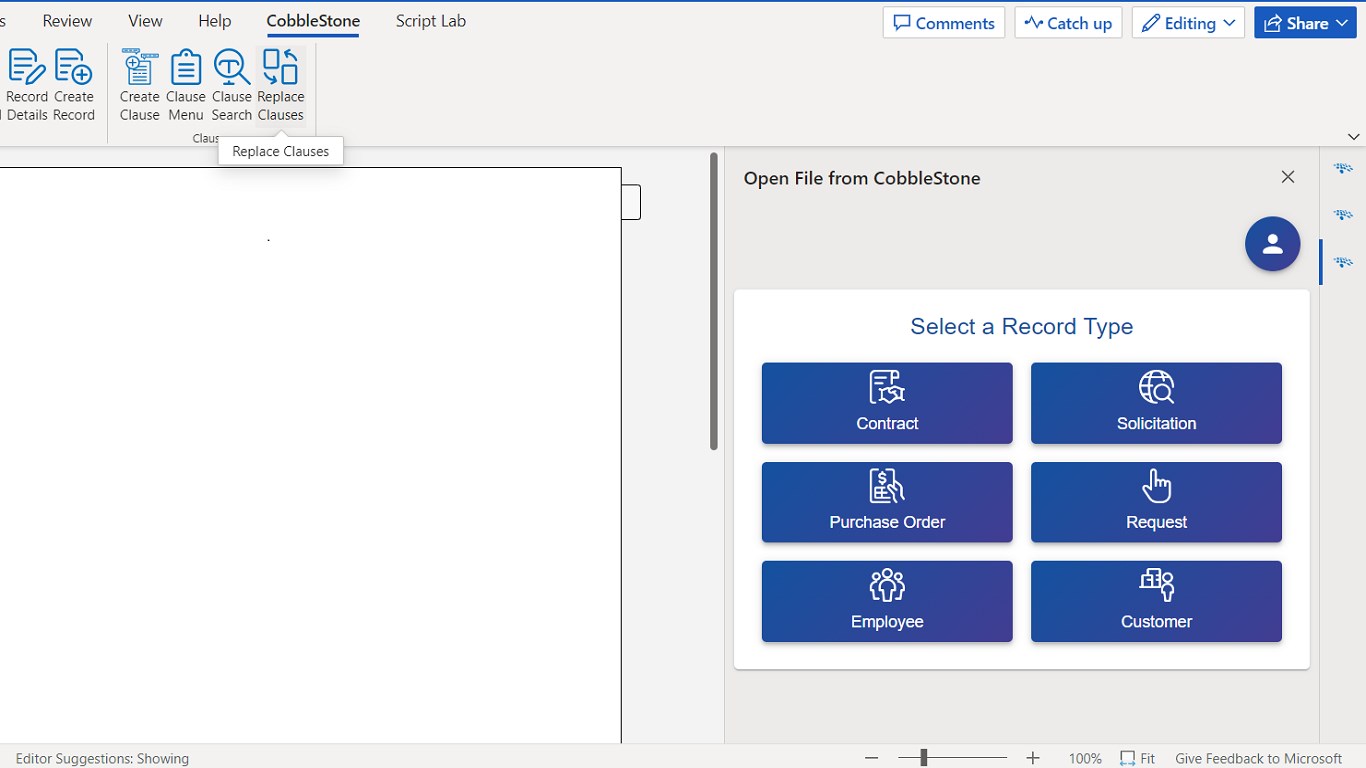 s Review View Help CobbleStone Script Lab
Comments Catch up Editing Share
Record Create Create Clause Clause Replace
Details Record Clause Menu Search Clauses
Claus
Replace Clauses
Open File from CobbleStone
.
Select a Record Type
Contract Solicitation
Purchase Order Request
Employee Customer
Editor Suggestions: Showing 100% Fit Give Feedback to Microsoft